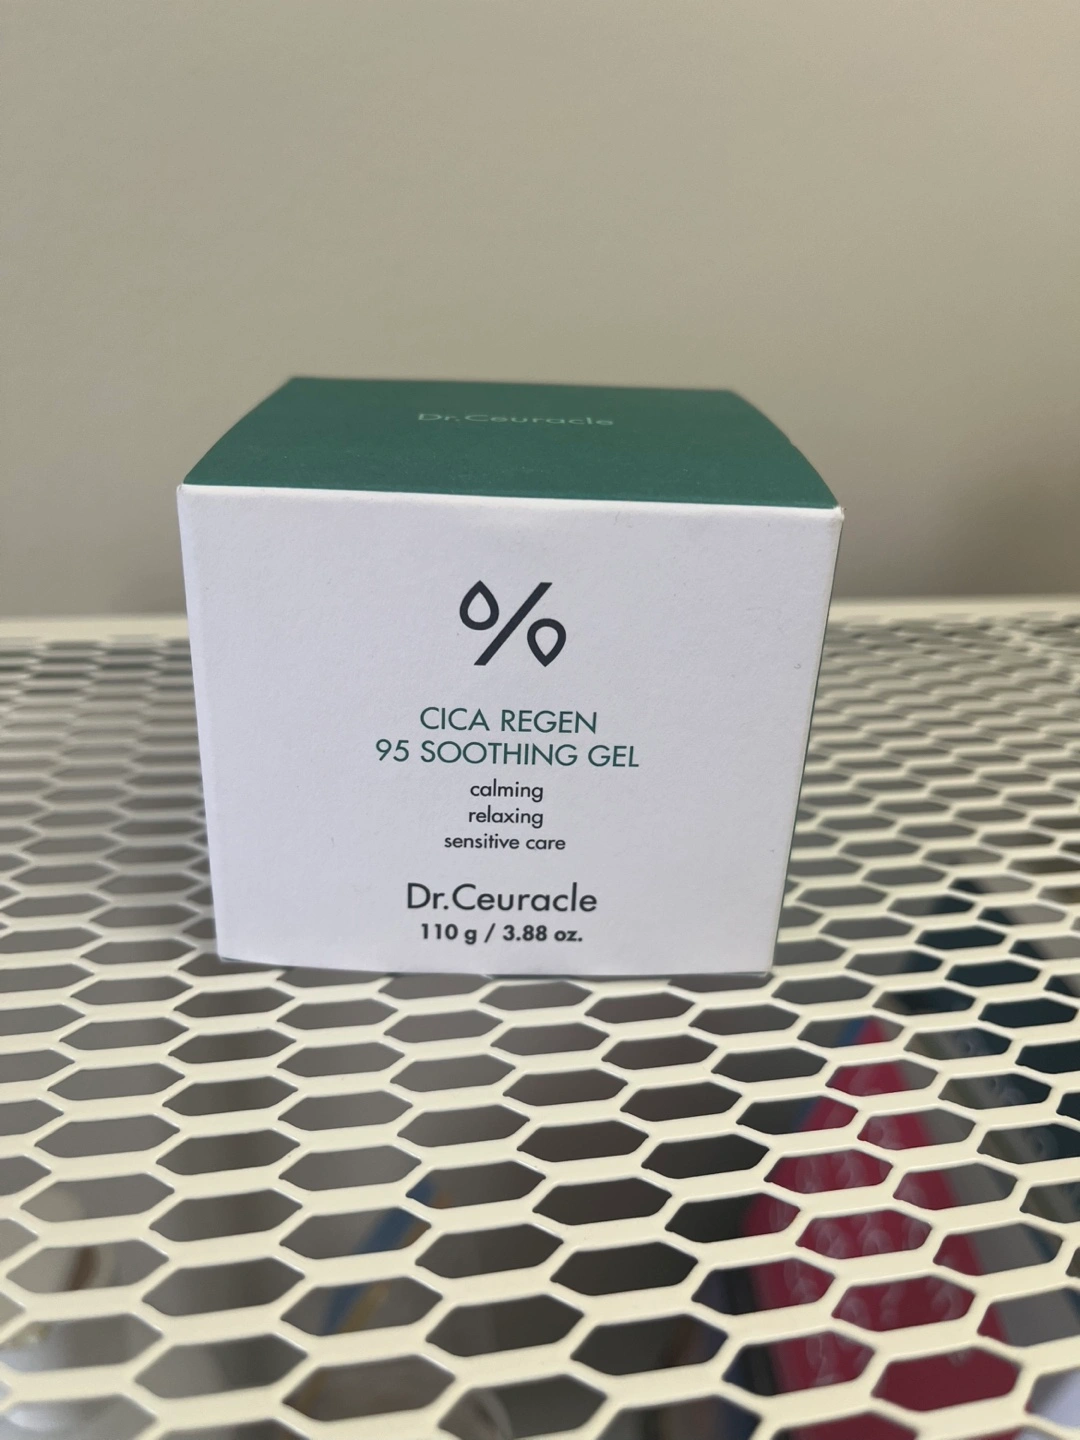 Dr.Ceuracle
%
CICA REGEN
95 SOOTHING GEL
calming
relaxing
sensitive care
Dr.Ceuracle
110 g / 3.88 oz.